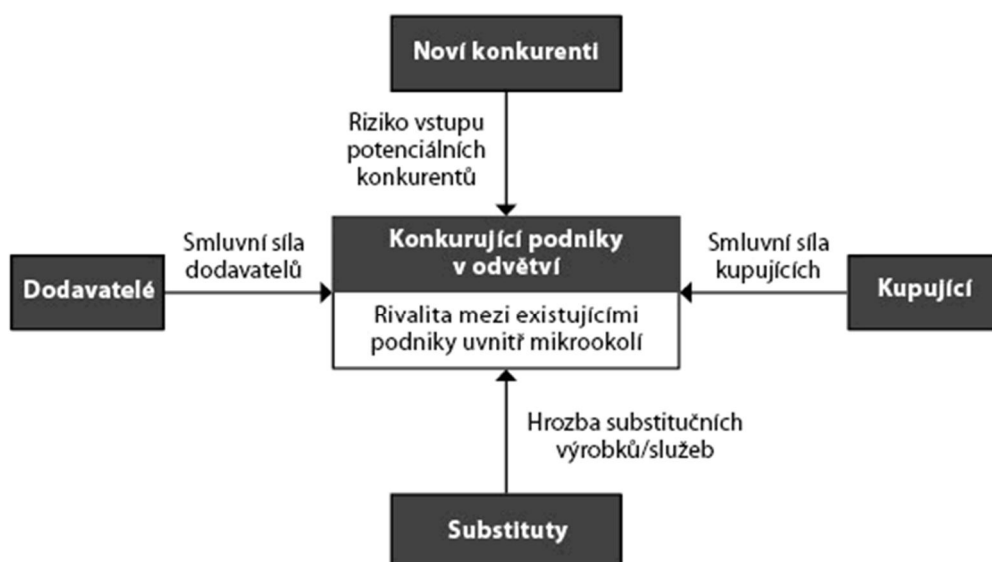 Noví konkurenti
Riziko vstupu
potenciálních
konkurentů
Smluvní síla
dodavatelů
Dodavatelé
Konkurující podniky
v odvětví
Rivalita mezi existujícími
podniky uvnitř mikrookolí
Smluvní síla
kupujících
Kupující
Hrozba substitučních
výrobků/služeb
Substituty